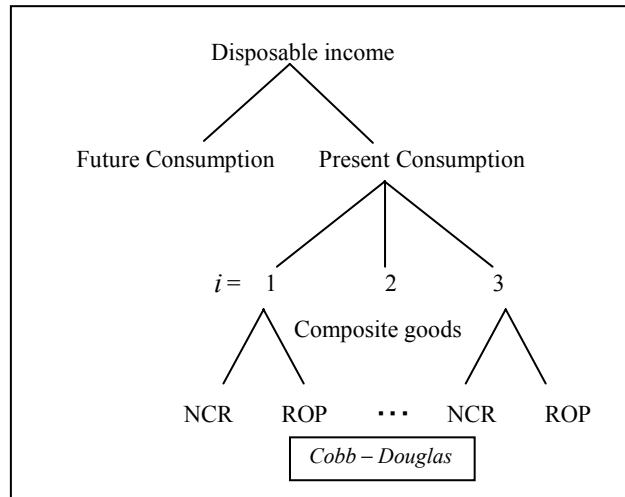 Disposable income
Future Consumption Present Consumption
i = 1 2 3
Composite goods
NCR ROP ··· NCR ROP
Cobb – Douglas